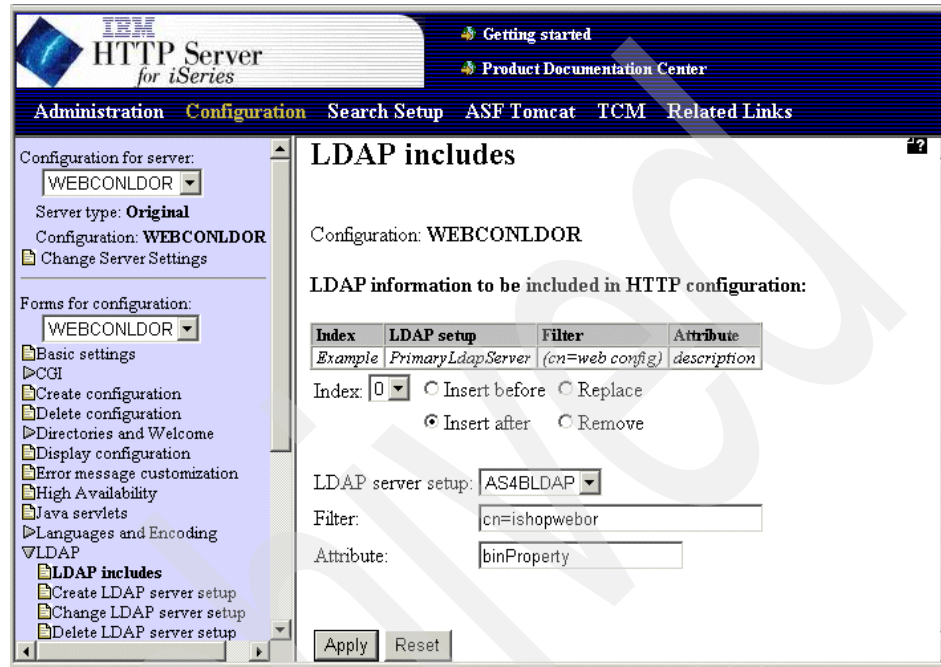 IBM
HTTP Server
for iSeries
Getting started
Product Documentation Center
Administration Configuration Search Setup ASF Tomcat TCM Related Links
Configuration for server:
WEBCONLDOR
Server type: Original
Configuration: WEBCONLDOR
Change Server Settings
Forms for configuration:
WEBCONLDOR
Basic settings
CGI
Create configuration
Delete configuration
Directories and Welcome
Display configuration
Error message customization
High Availability
Java servlets
Languages and Encoding
LDAP
LDAP includes
Create LDAP server setup
Change LDAP server setup
Delete LDAP server setup
LDAP includes
?
Configuration: WEBCONLDOR
LDAP information to be included in HTTP configuration:
Index LDAP setup Filter Attribute
Example PrimaryLdapServer (cn=web config) description
Index: 0 Insert before Replace
Insert after Remove
LDAP server setup: AS4BLDAP
Filter: cn=ishopwebor
Attribute: binProperty
Apply Reset